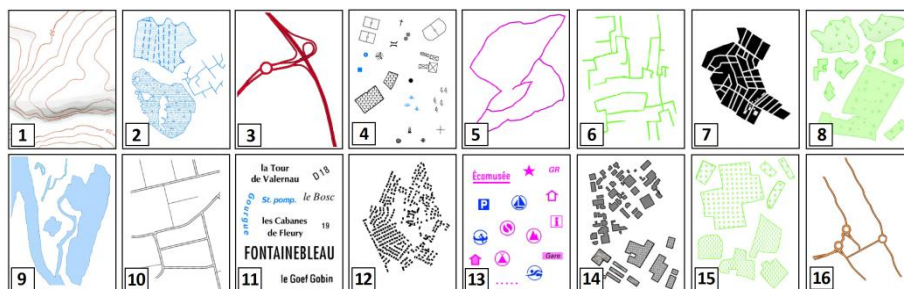 1
2
3
4
5
6
7
8
9
10
la Tour
de Valernau
D 18
Gourgue
St. pomp.
le Bosc
les Cabanes
de Fleury
19
FONTAINEBLEAU
le Goef Gobin
11
12
Écomusée
GR
P
i
Gare
13
14
15
16